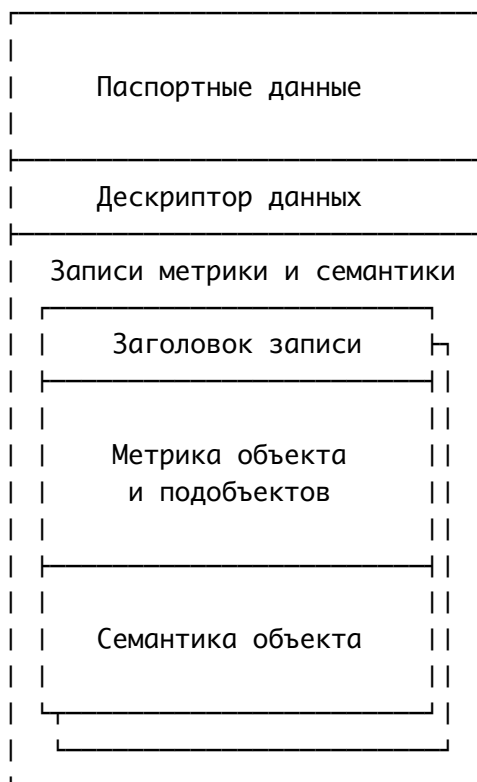 Паспортные данные
Дескриптор данных
Записи метрики и семантики
Заголовок записи
Метрика объекта
и подобъектов
Семантика объекта